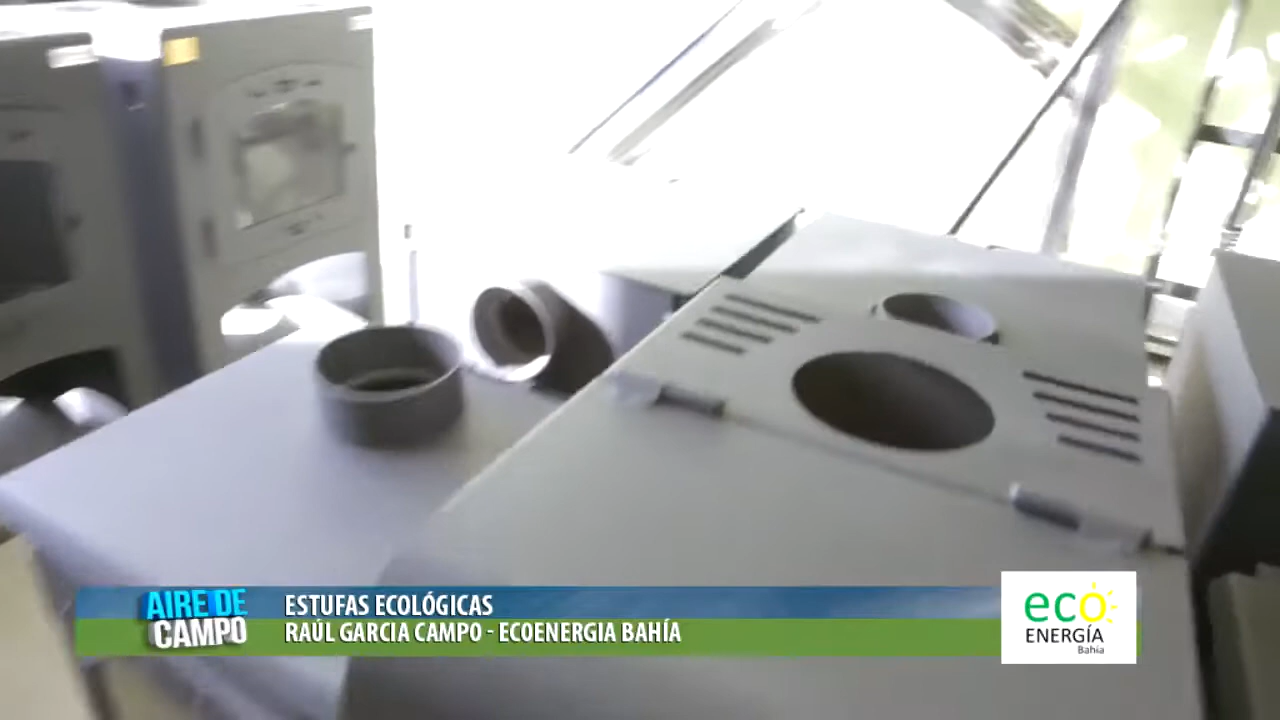 AIRE DE
CAMPO
ESTUFAS ECOLÓGICAS
RAÚL GARCIA CAMPO - ECOENERGIA BAHÍA
eco
ENERGÍA
Bahía